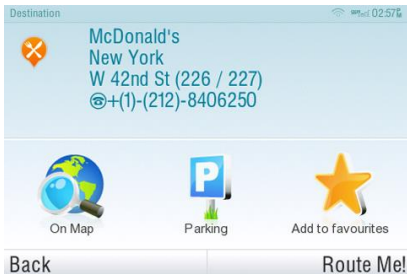 Destination 02:57
McDonald's
New York
W 42nd St (226 / 227)
+(1)-(212)-8406250
P
On Map Parking Add to favourites
Back Route Me!